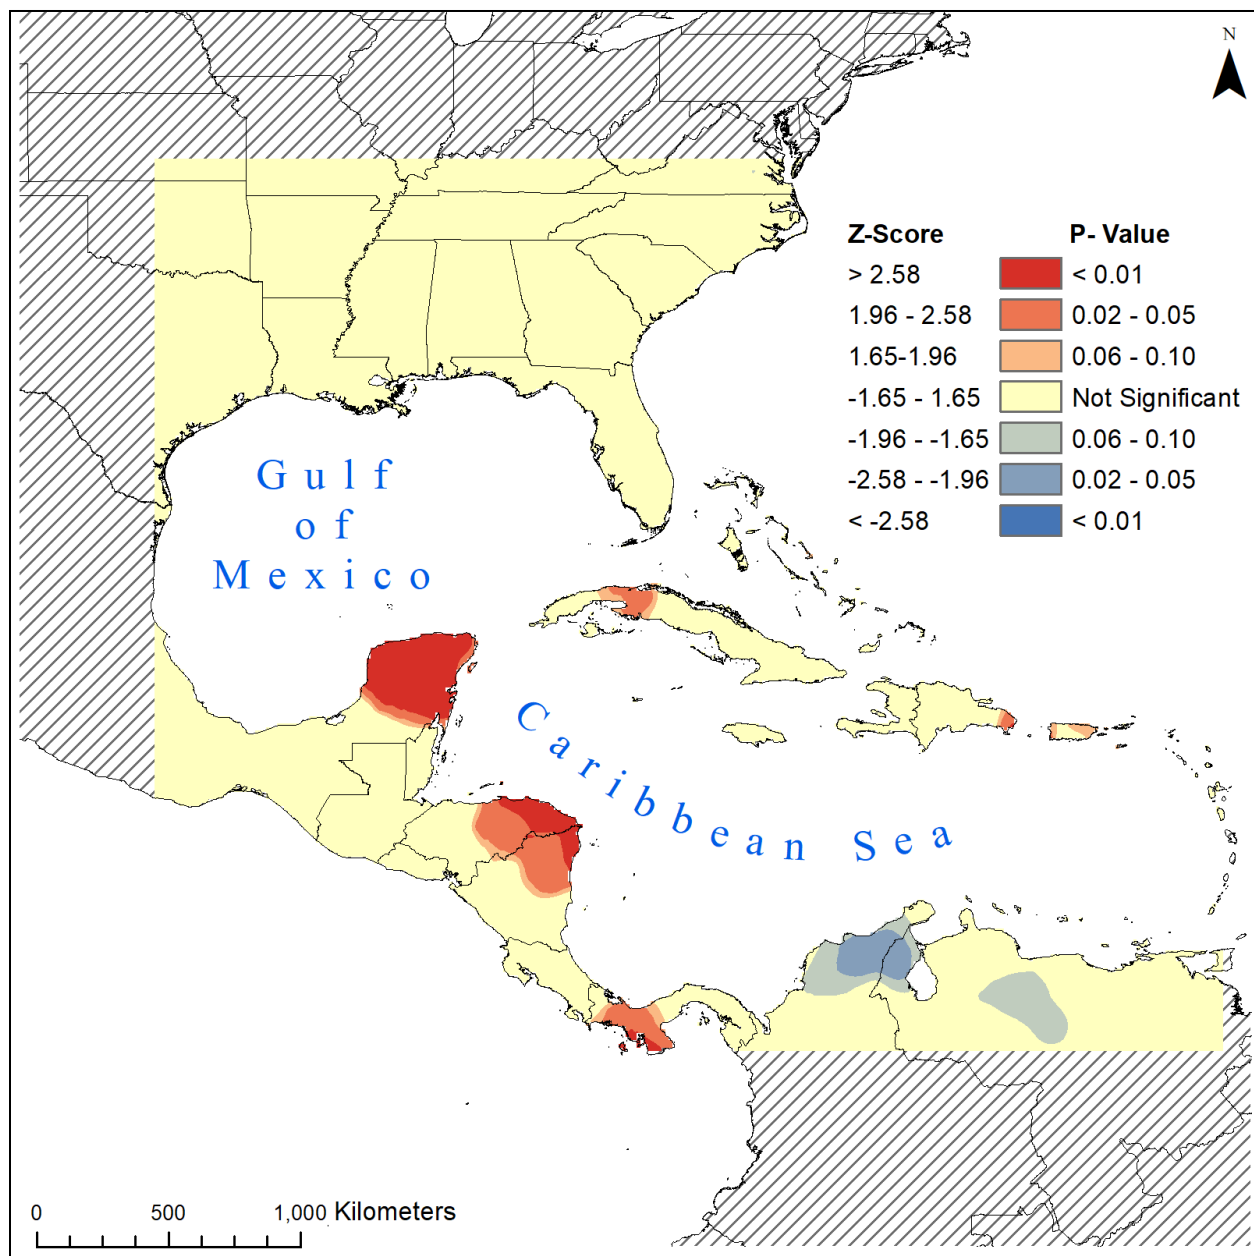 N
Z-Score P- Value
> 2.58 < 0.01
1.96 - 2.58 0.02 - 0.05
1.65-1.96 0.06 - 0.10
-1.65 - 1.65 Not Significant
-1.96 - -1.65 0.06 - 0.10
-2.58 - -1.96 0.02 - 0.05
< -2.58 < 0.01
Gulf
of
Mexico
Caribbean Sea
0 500 1,000 Kilometers